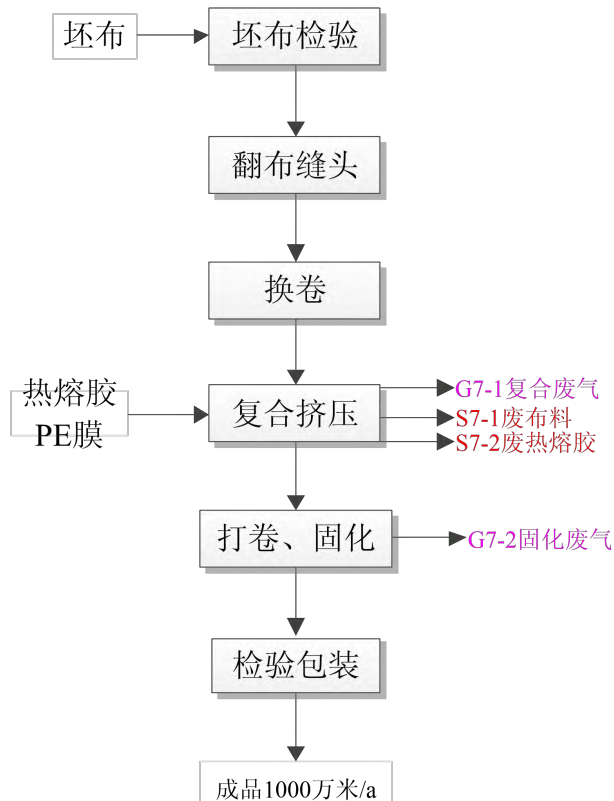 坯布
坯布检验
翻布缝头
换卷
热熔胶
PE膜
复合挤压
G7-1复合废气
S7-1废布料
S7-2废热熔胶
打卷、固化
G7-2固化废气
检验包装
成品1000万米/a